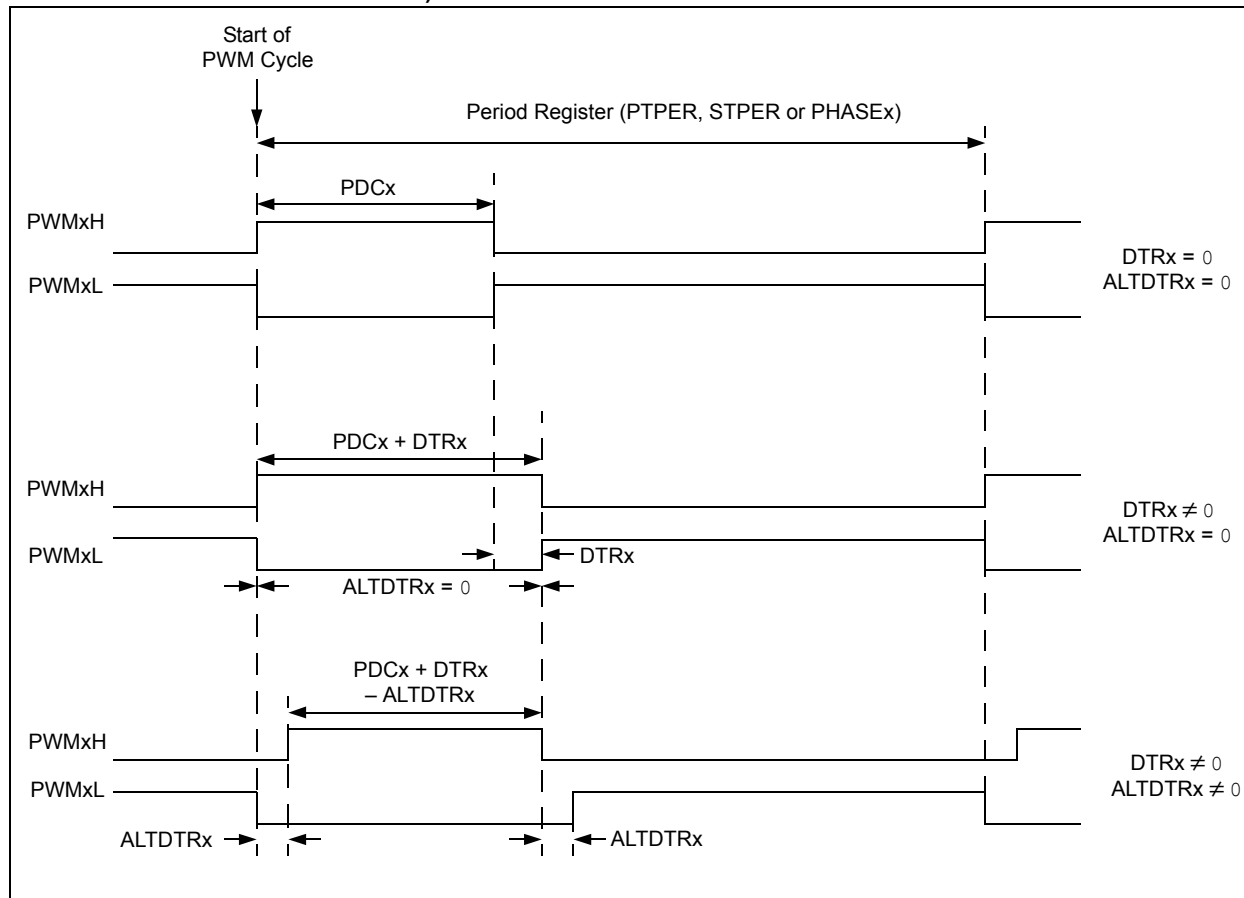 Start of
PWM Cycle
Period Register (PTPER, STPER or PHASEx)
PDCx
PWMxH
PWMxL
DTRx = 0
ALTDTRx = 0
PDCx + DTRx
PWMxH
PWMxL
DTRx
ALTDTRx = 0
DTRx ≠ 0
ALTDTRx = 0
PDCx + DTRx
– ALTDTRx
PWMxH
PWMxL
ALTDTRx
ALTDTRx
DTRx ≠ 0
ALTDTRx ≠ 0